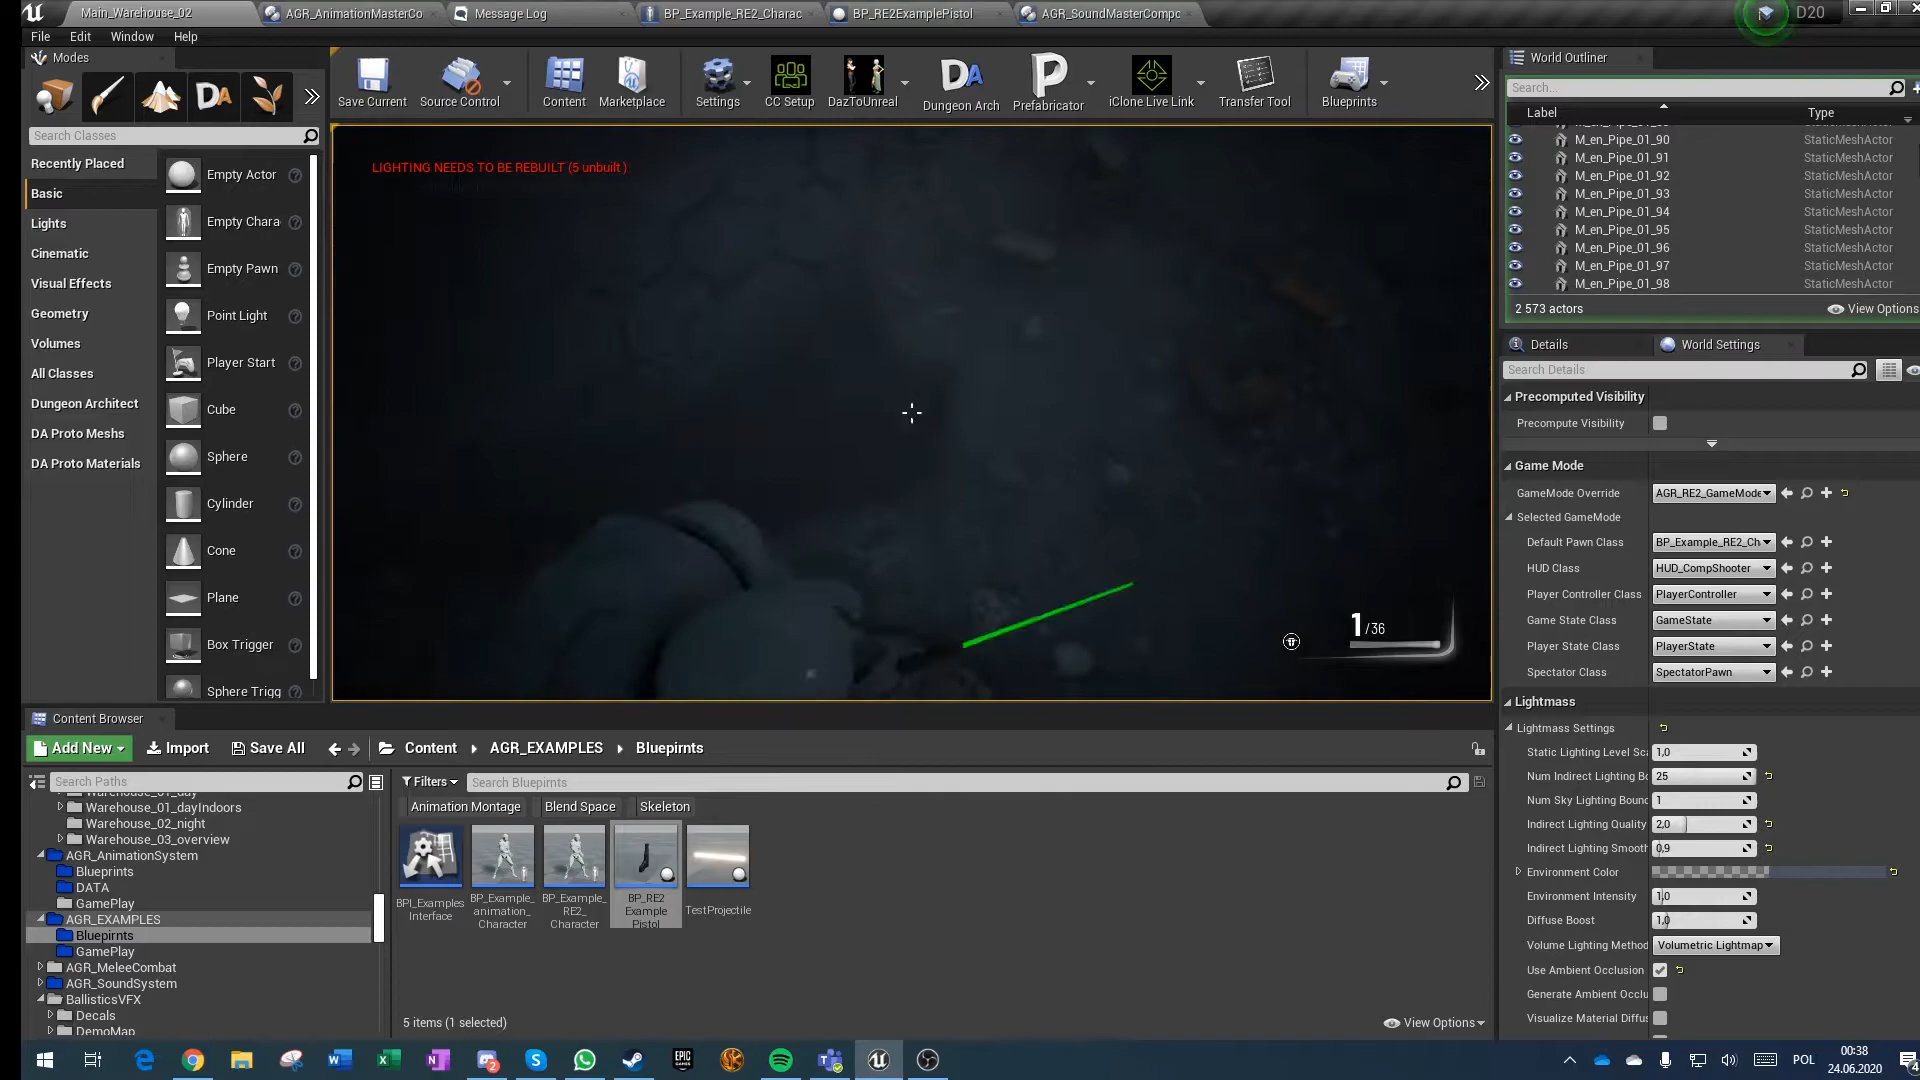 Main_Warehouse_02
AGR_AnimationMasterCo
Message Log
BP_Example_RE2_Charac
BP_RE2ExamplePistol
AGR_SoundMasterCompc
D20
File Edit Window Help
Modes
Save Current
Source Control
Content
Marketplace
Settings
CC Setup
DazToUnreal
Dungeon Arch
Prefabricator
iClone Live Link
Transfer Tool
Blueprints
Search Classes
Recently Placed
Basic
Lights
Cinematic
Visual Effects
Geometry
Volumes
All Classes
Dungeon Architect
DA Proto Meshs
DA Proto Materials
Empty Actor
Empty Chara
Empty Pawn
Point Light
Player Start
Cube
Sphere
Cylinder
Cone
Plane
Box Trigger
Sphere Trigg
LIGHTING NEEDS TO BE REBUILT (5 unbuilt )
1 /36
World Outliner
Search...
Label Type
M_en_Pipe_01_90 StaticMeshActor
M_en_Pipe_01_91 StaticMeshActor
M_en_Pipe_01_92 StaticMeshActor
M_en_Pipe_01_93 StaticMeshActor
M_en_Pipe_01_94 StaticMeshActor
M_en_Pipe_01_95 StaticMeshActor
M_en_Pipe_01_96 StaticMeshActor
M_en_Pipe_01_97 StaticMeshActor
M_en_Pipe_01_98 StaticMeshActor
2 573 actors View Options
Details World Settings
Search Details
Precomputed Visibility
Precompute Visibility
Game Mode
GameMode Override AGR_RE2_GameMode
Selected GameMode
Default Pawn Class BP_Example_RE2_Ch
HUD Class HUD_CompShooter
Player Controller Class PlayerController
Game State Class GameState
Player State Class PlayerState
Spectator Class SpectatorPawn
Lightmass
Lightmass Settings
Static Lighting Level Sca 1,0
Num Indirect Lighting Bo 25
Num Sky Lighting Bounc 1
Indirect Lighting Quality 2,0
Indirect Lighting Smooth 0,9
Environment Color
Environment Intensity 1,0
Diffuse Boost 1,0
Volume Lighting Method Volumetric Lightmap
Use Ambient Occlusion
Generate Ambient Occlu
Visualize Material Diffus
Content Browser
Add New Import Save All Content AGR_EXAMPLES Bluepirnts
Search Paths
Filters Search Bluepirnts
Animation Montage Blend Space Skeleton
Warehouse_01_day
Warehouse_01_dayIndoors
Warehouse_02_night
Warehouse_03_overview
AGR_AnimationSystem
Blueprints
DATA
GamePlay
AGR_EXAMPLES
Bluepirnts
GamePlay
AGR_MeleeCombat
AGR_SoundSystem
BallisticsVFX
Decals
DemoMap
BPI_Examples Interface
BP_Example_ animation_ Character
BP_Example_ RE2_ Character
BP_RE2 Example Pistol
TestProjectile
5 items (1 selected) View Options
POL
00:38
24.06.2020